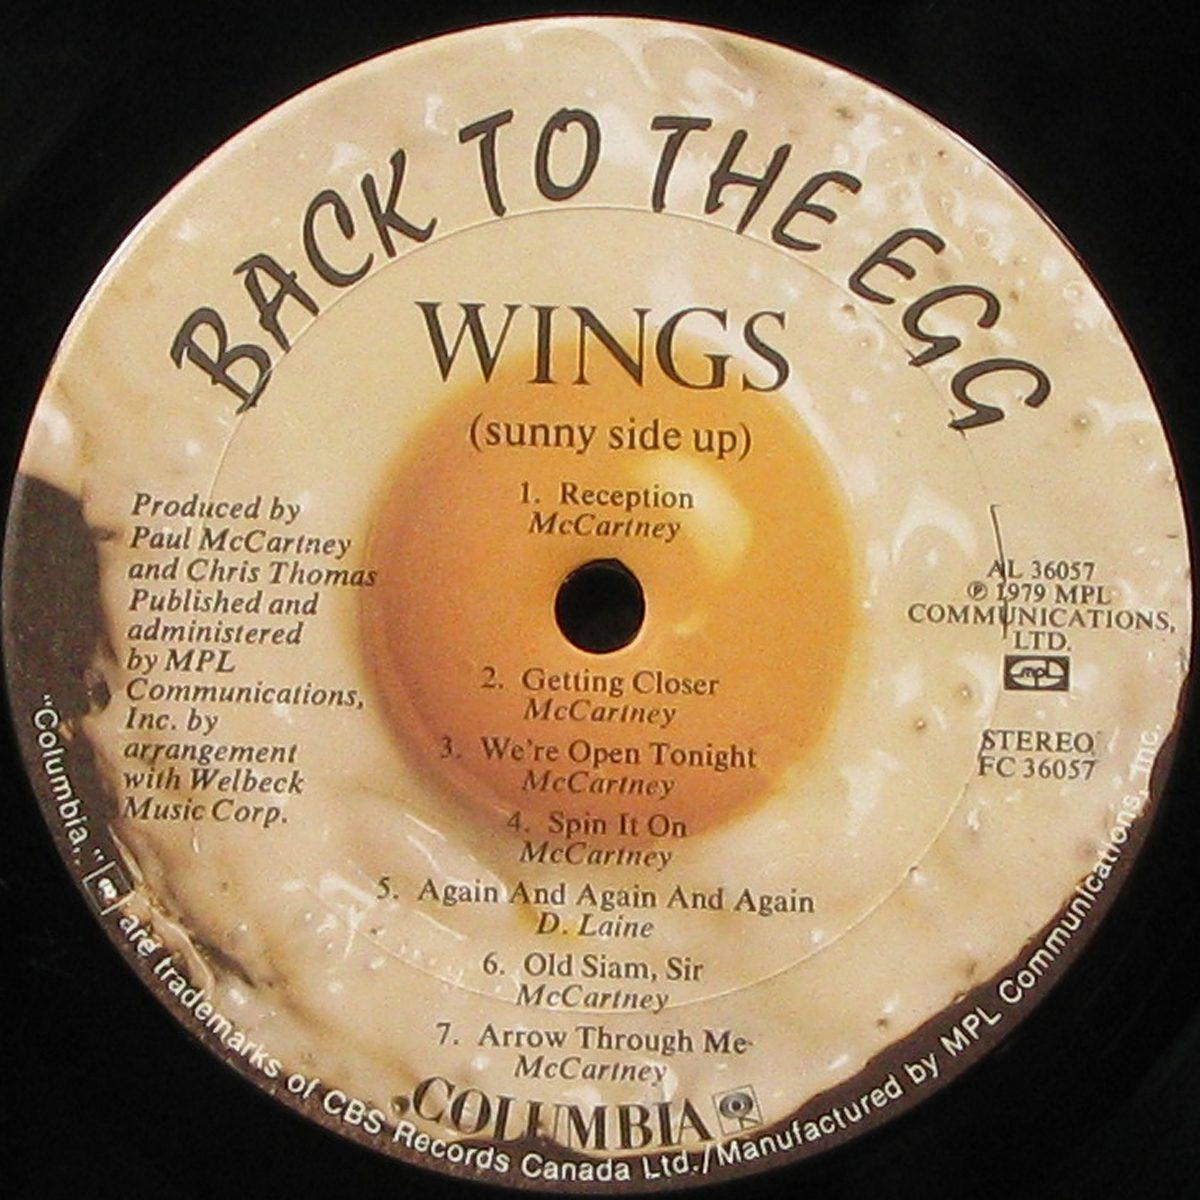 BACK TO THE EGG
WINGS
(sunny side up)
1. Reception
McCartney
Produced by
Paul McCartney
and Chris Thomas
Published and
administered
by MPL
Communications,
Inc. by
arrangement
with Welbeck
Music Corp.
AL 36057
℗ 1979 MPL
COMMUNICATIONS,
LTD.
MPL
STEREO
FC 36057
2. Getting Closer
McCartney
3. We're Open Tonight
McCartney
4. Spin It On
McCartney
5. Again And Again And Again
D. Laine
6. Old Siam, Sir
McCartney
7. Arrow Through Me
McCartney
COLUMBIA
"Columbia," are trademarks of CBS Records Canada Ltd./Manufactured by MPL Communications, Inc.